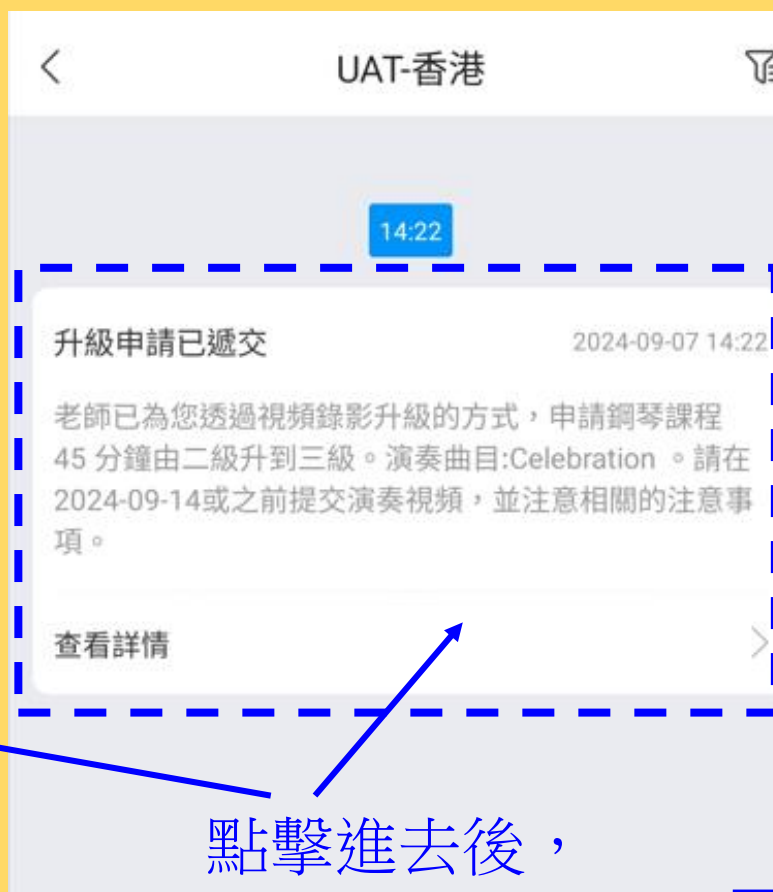 UAT-香港
14:22
升級申請已遞交 2024-09-07 14:22
老師已為您透過視頻錄影升級的方式，申請鋼琴課程
45 分鐘由二級升到三級。演奏曲目:Celebration 。請在
2024-09-14或之前提交演奏視頻，並注意相關的注意事
項。
查看詳情
點擊進去後，